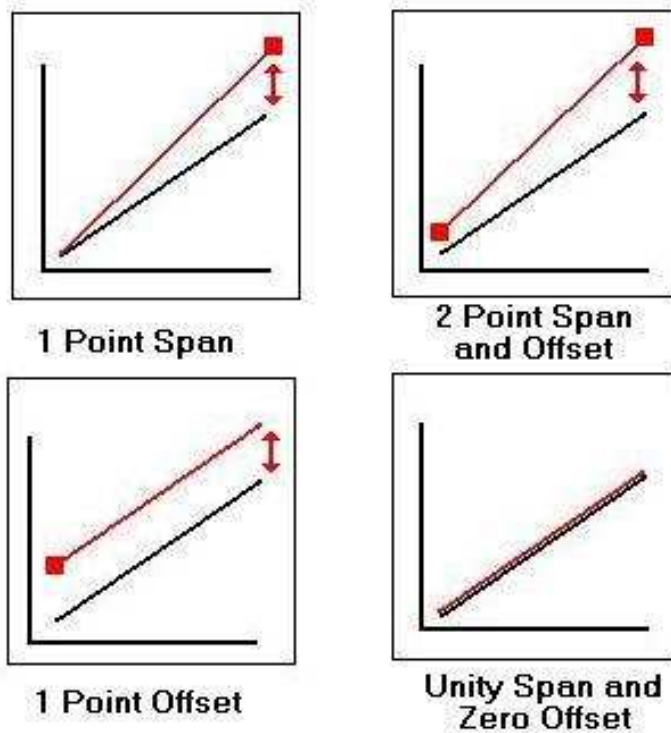 1 Point Span
2 Point Span
and Offset
1 Point Offset
Unity Span and
Zero Offset